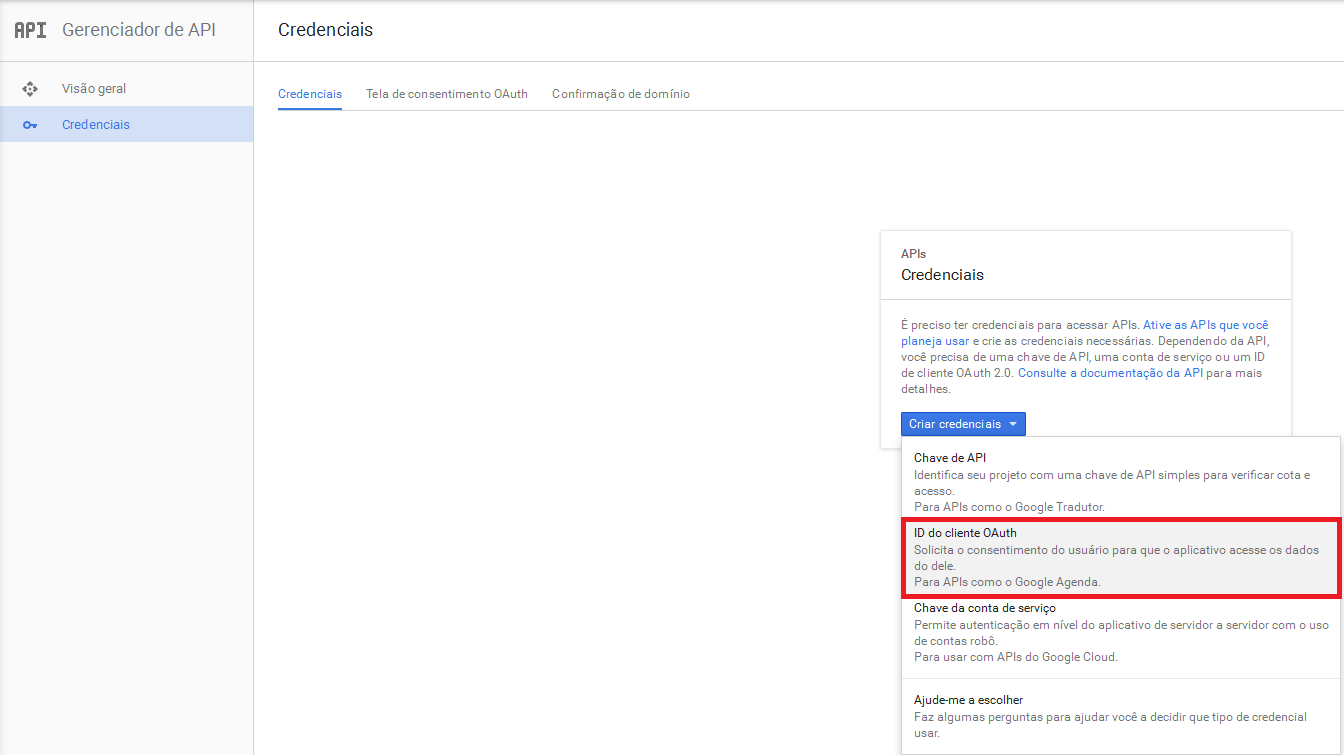 API Gerenciador de API
Credenciais
Visão geral
Credenciais
Credenciais Tela de consentimento OAuth Confirmação de domínio
APIs
Credenciais
É preciso ter credenciais para acessar APIs. Ative as APIs que você
planeja usar e crie as credenciais necessárias. Dependendo da API,
você precisa de uma chave de API, uma conta de serviço ou um ID
de cliente OAuth 2.0. Consulte a documentação da API para mais
detalhes.
Criar credenciais
Chave de API
Identifica seu projeto com uma chave de API simples para verificar cota e
acesso.
Para APIs como o Google Tradutor.
ID do cliente OAuth
Solicita o consentimento do usuário para que o aplicativo acesse os dados
do dele.
Para APIs como o Google Agenda.
Chave da conta de serviço
Permite autenticação em nível do aplicativo de servidor a servidor com o uso
de contas robô.
Para usar com APIs do Google Cloud.
Ajude-me a escolher
Faz algumas perguntas para ajudar você a decidir que tipo de credencial
usar.